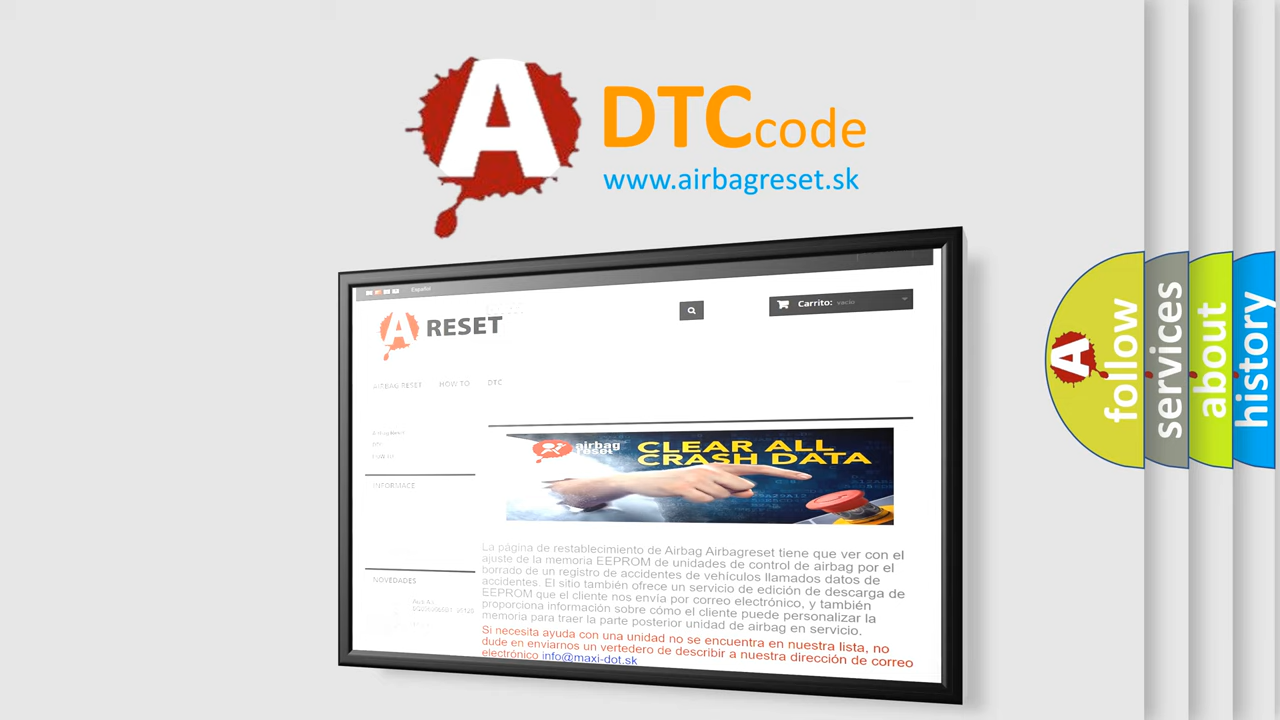 A DTCcode
www.airbagreset.sk
Español
A RESET
Carrito: vacío
AIRBAG RESET HOW TO DTC
INFORMACE
NOVEDADES
airbag
reset
CLEAR ALL
CRASH DATA
La página de restablecimiento de Airbag Airbagreset tiene que ver con el
ajuste de la memoria EEPROM de unidades de control de airbag por el
borrado de un registro de accidentes de vehículos llamados datos de
accidentes. El sitio también ofrece un servicio de edición de descarga de
EEPROM que el cliente nos envía por correo electrónico, y también
proporciona información sobre cómo el cliente puede personalizar la
memoria para traer la parte posterior unidad de airbag en servicio.
Si necesita ayuda con una unidad no se encuentra en nuestra lista, no
dude en enviarnos un vertedero de describir a nuestra dirección de correo
electrónico info@maxi-dot.sk
A
follow
services
about
history